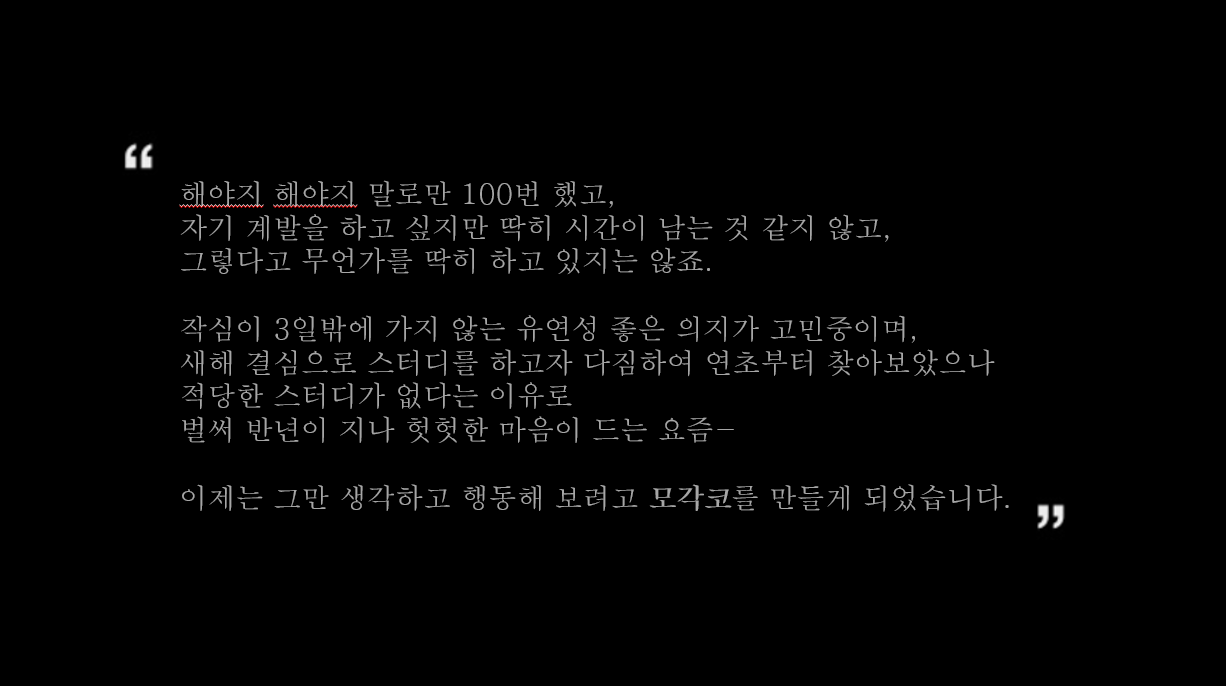 “
해야지 해야지 말로만 100번 했고,
자기 계발을 하고 싶지만 딱히 시간이 남는 것 같지 않고,
그렇다고 무언가를 딱히 하고 있지는 않죠.
작심이 3일밖에 가지 않는 유연성 좋은 의지가 고민중이며,
새해 결심으로 스터디를 하고자 다짐하여 연초부터 찾아보았으나
적당한 스터디가 없다는 이유로
벌써 반년이 지나 헛헛한 마음이 드는 요즘–
이제는 그만 생각하고 행동해 보려고 모각코를 만들게 되었습니다.
”